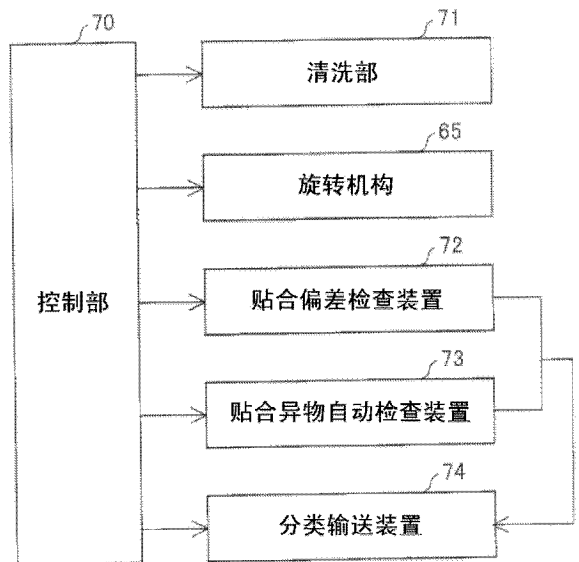 70
控制部
71
清洗部
65
旋转机构
72
贴合偏差检查装置
73
贴合异物自动检查装置
74
分类输送装置